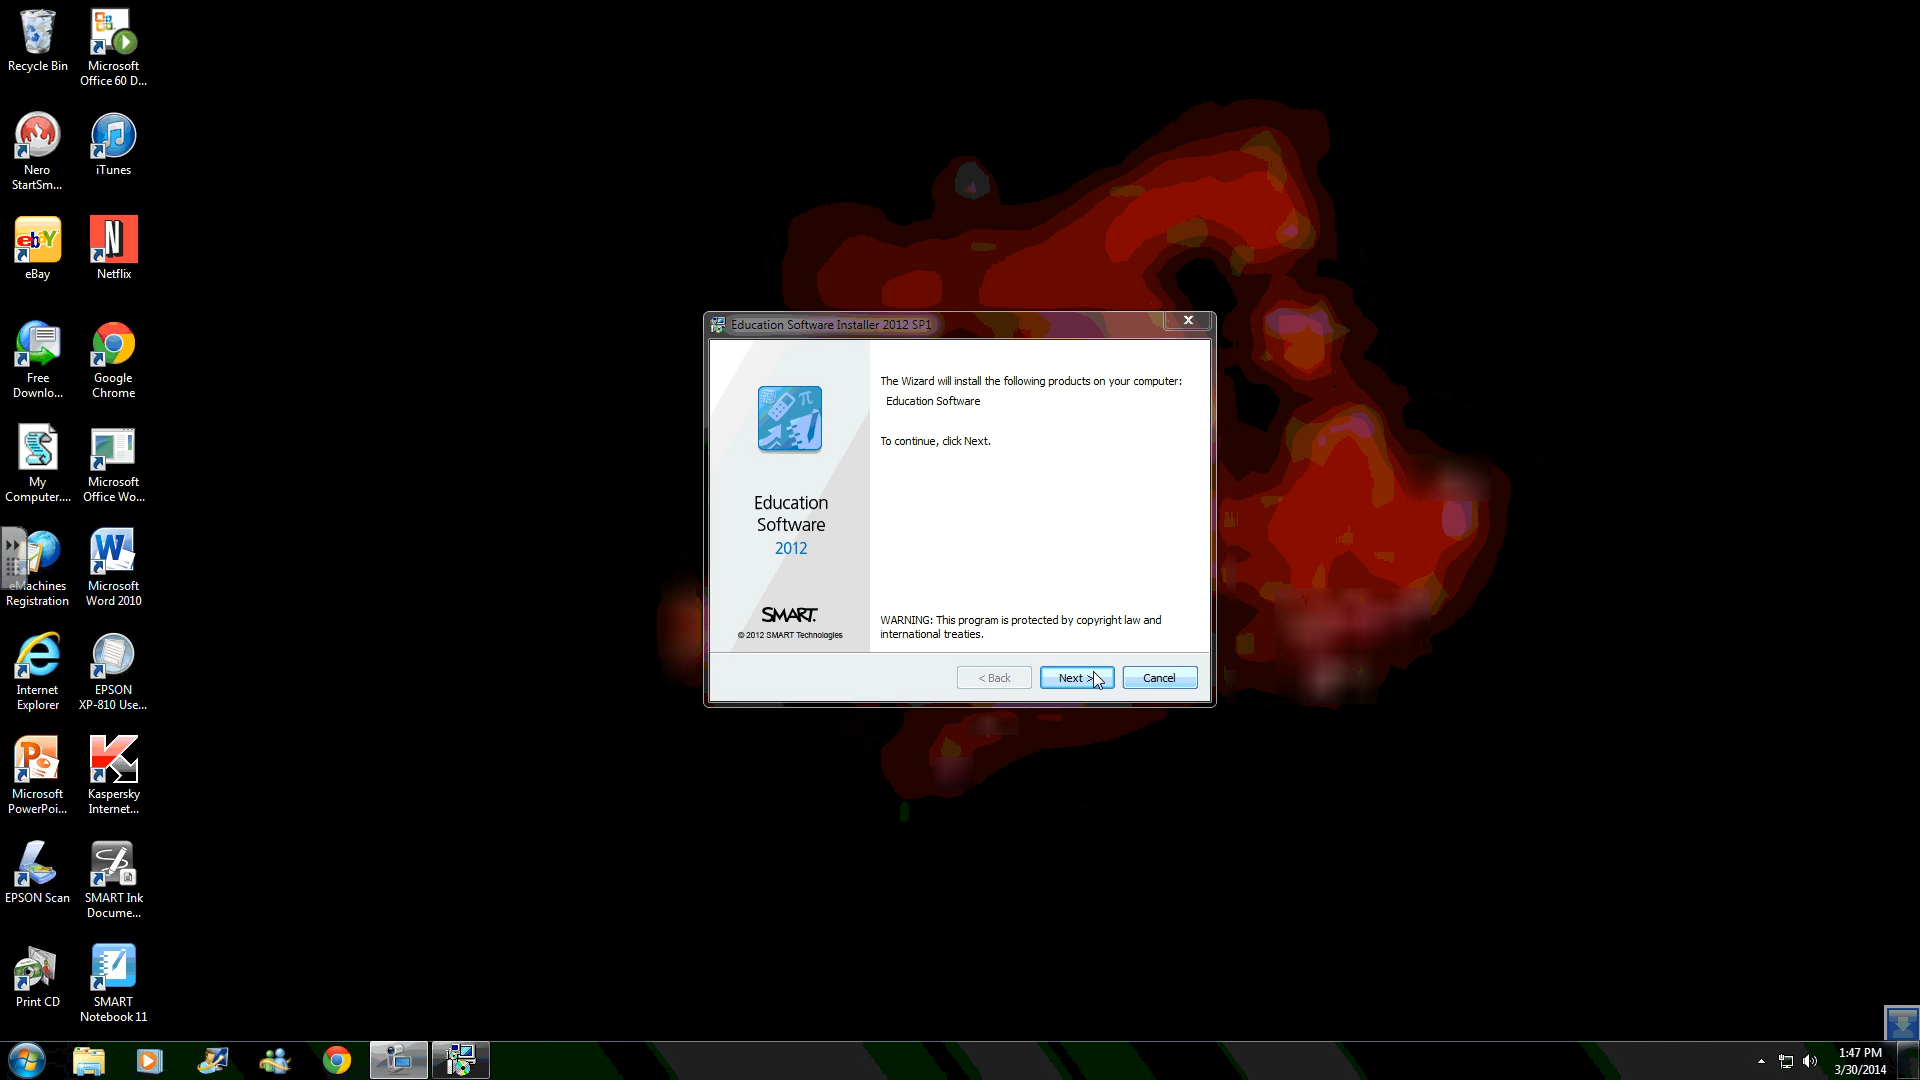 Recycle Bin
Microsoft
Office 60 D...
Nero
StartSm...
iTunes
ebY
eBay
N
Netflix
Free
Downlo...
Google
Chrome
My
Computer....
Microsoft
Office Wo...
eMachines
Registration
W
Microsoft
Word 2010
Internet
Explorer
EPSON
XP-810 Use...
P
Microsoft
PowerPoi...
Kaspersky
Internet...
EPSON Scan
SMART Ink
Docume...
Print CD
SMART
Notebook 11
Education Software Installer 2012 SP1
X
π
Education
Software
2012
SMART
© 2012 SMART Technologies
The Wizard will install the following products on your computer:
Education Software
To continue, click Next.
WARNING: This program is protected by copyright law and
international treaties.
< Back
Next >
Cancel
1:47 PM
3/30/2014